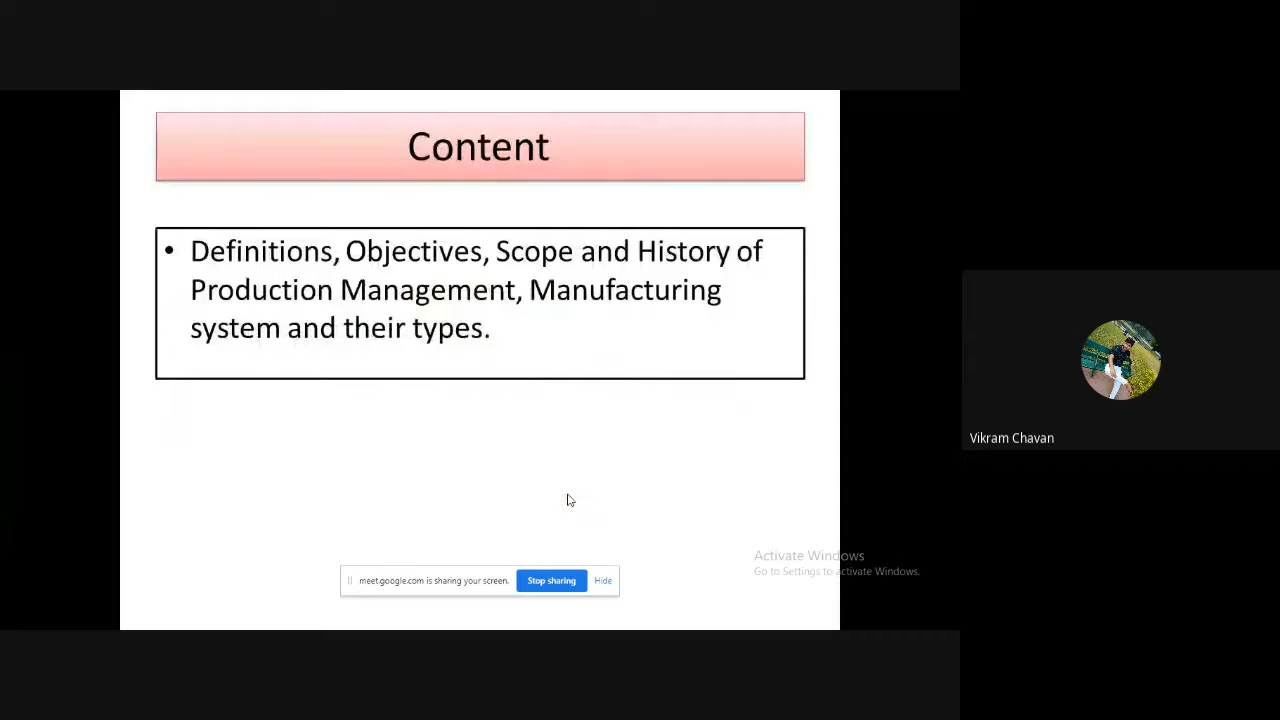 Content
• Definitions, Objectives, Scope and History of
Production Management, Manufacturing
system and their types.
Vikram Chavan
Activate Windows
Go to Settings to activate Windows.
meet.google.com is sharing your screen. Stop sharing Hide